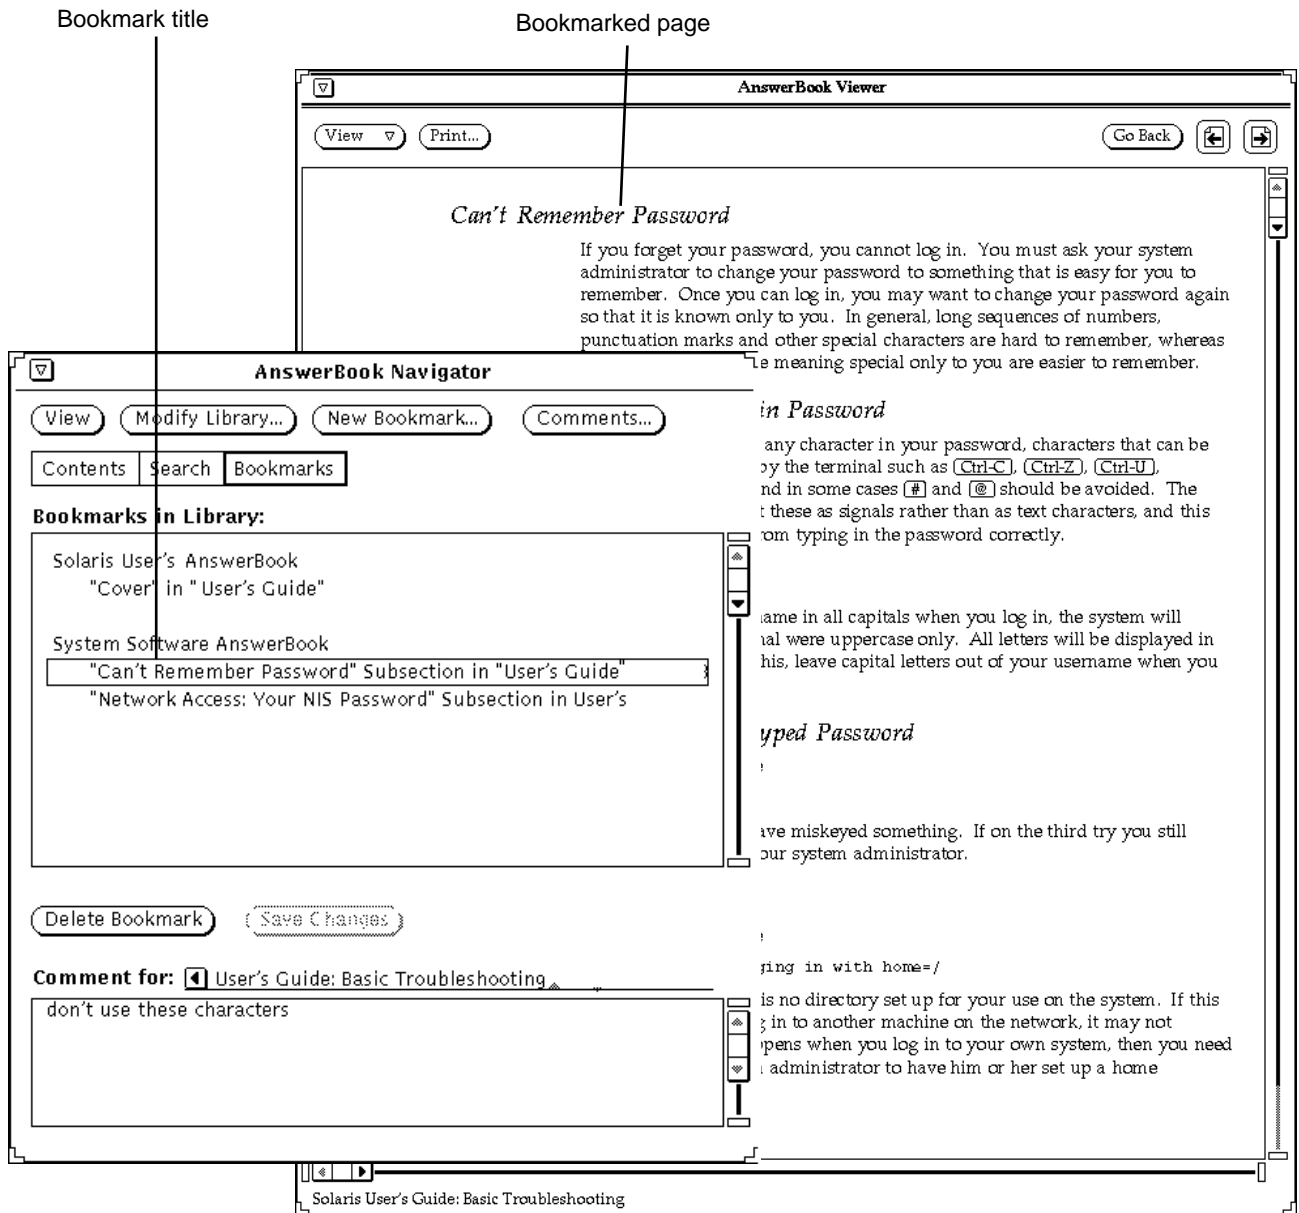 Bookmark title
Bookmarked page
AnswerBook Viewer
View
Print...
Go Back
Can't Remember Password
If you forget your password, you cannot log in. You must ask your system
administrator to change your password to something that is easy for you to
remember. Once you can log in, you may want to change your password again
so that it is known only to you. In general, long sequences of numbers,
punctuation marks and other special characters are hard to remember, whereas
e meaning special only to you are easier to remember.
in Password
any character in your password, characters that can be
by the terminal such as Ctrl-C, Ctrl-Z, Ctrl-U,
nd in some cases # and @ should be avoided. The
t these as signals rather than as text characters, and this
om typing in the password correctly.
ame in all capitals when you log in, the system will
nal were uppercase only. All letters will be displayed in
his, leave capital letters out of your username when you
yped Password
ave miskeyed something. If on the third try you still
our system administrator.
ging in with home=/
is no directory set up for your use on the system. If this
g in to another machine on the network, it may not
ppens when you log in to your own system, then you need
administrator to have him or her set up a home
Solaris User's Guide: Basic Troubleshooting
AnswerBook Navigator
View
Modify Library...
New Bookmark...
Comments...
Contents
Search
Bookmarks
Bookmarks in Library:
Solaris User's AnswerBook
"Cover" in " User's Guide"
System Software AnswerBook
"Can't Remember Password" Subsection in "User's Guide"
"Network Access: Your NIS Password" Subsection in User's
Delete Bookmark
Save Changes
Comment for: User's Guide: Basic Troubleshooting
don't use these characters